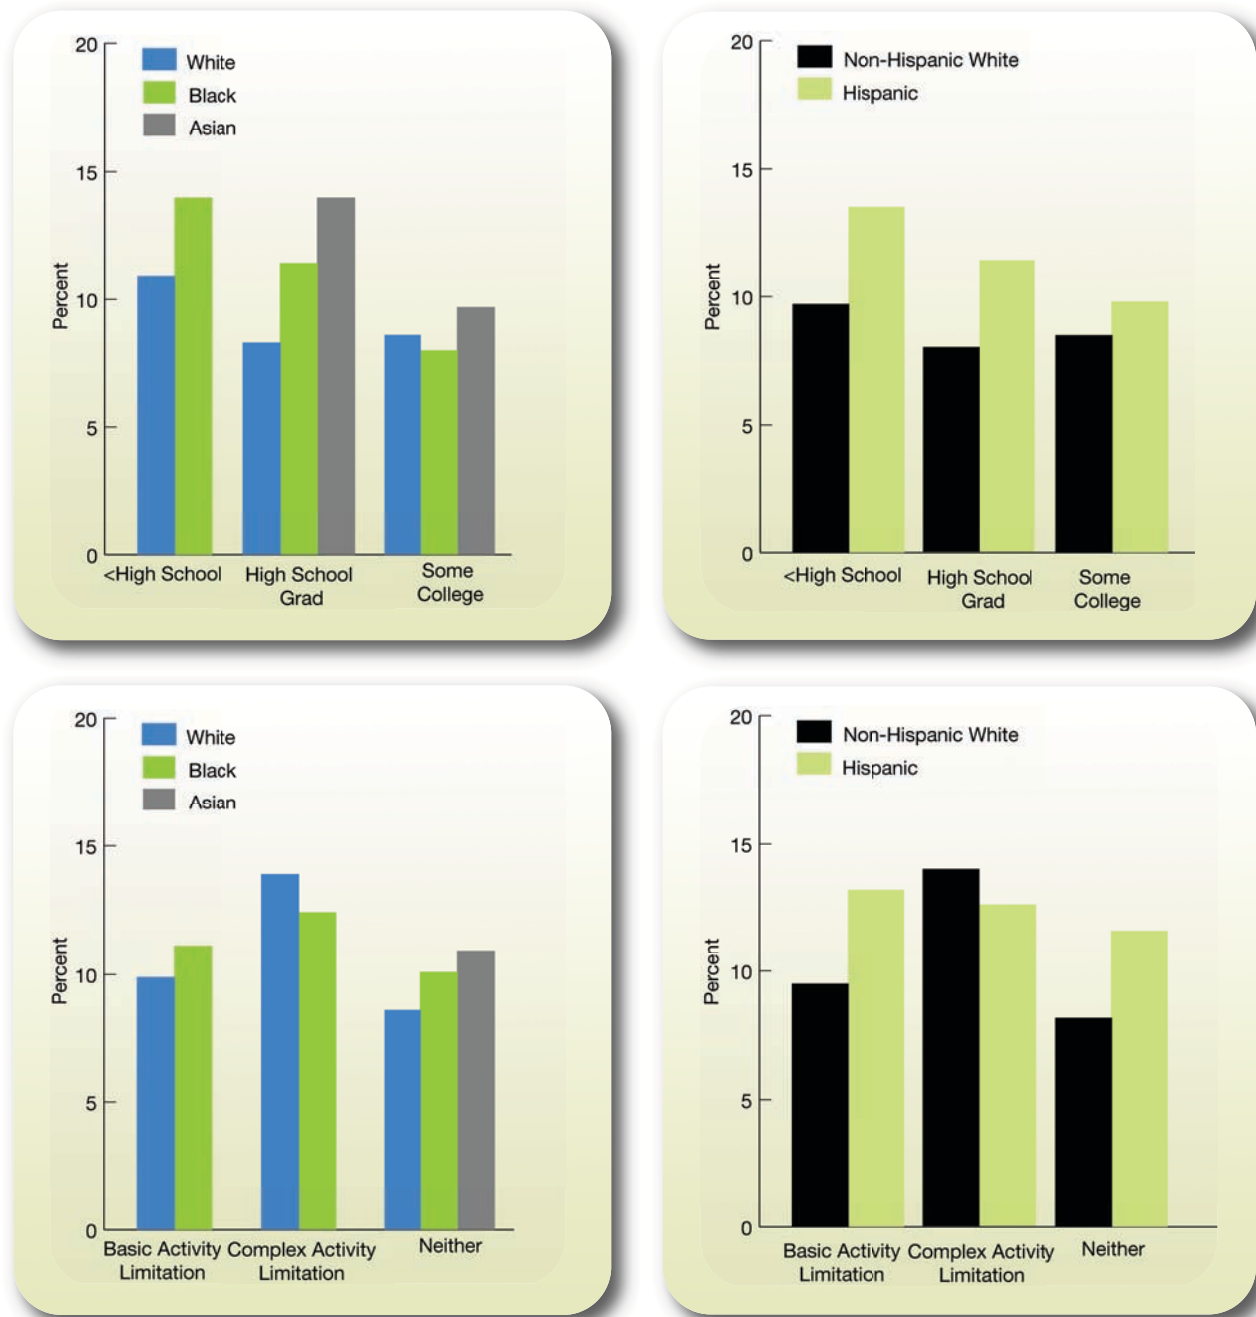 20
White
Black
Asian
15
10
5
0
Percent
<High School
High School
Grad
Some
College
20
Non-Hispanic White
Hispanic
15
10
5
0
Percent
<High School
High School
Grad
Some
College
20
White
Black
Asian
15
10
5
0
Percent
Basic Activity
Limitation
Complex Activity
Limitation
Neither
20
Non-Hispanic White
Hispanic
15
10
5
0
Percent
Basic Activity
Limitation
Complex Activity
Limitation
Neither